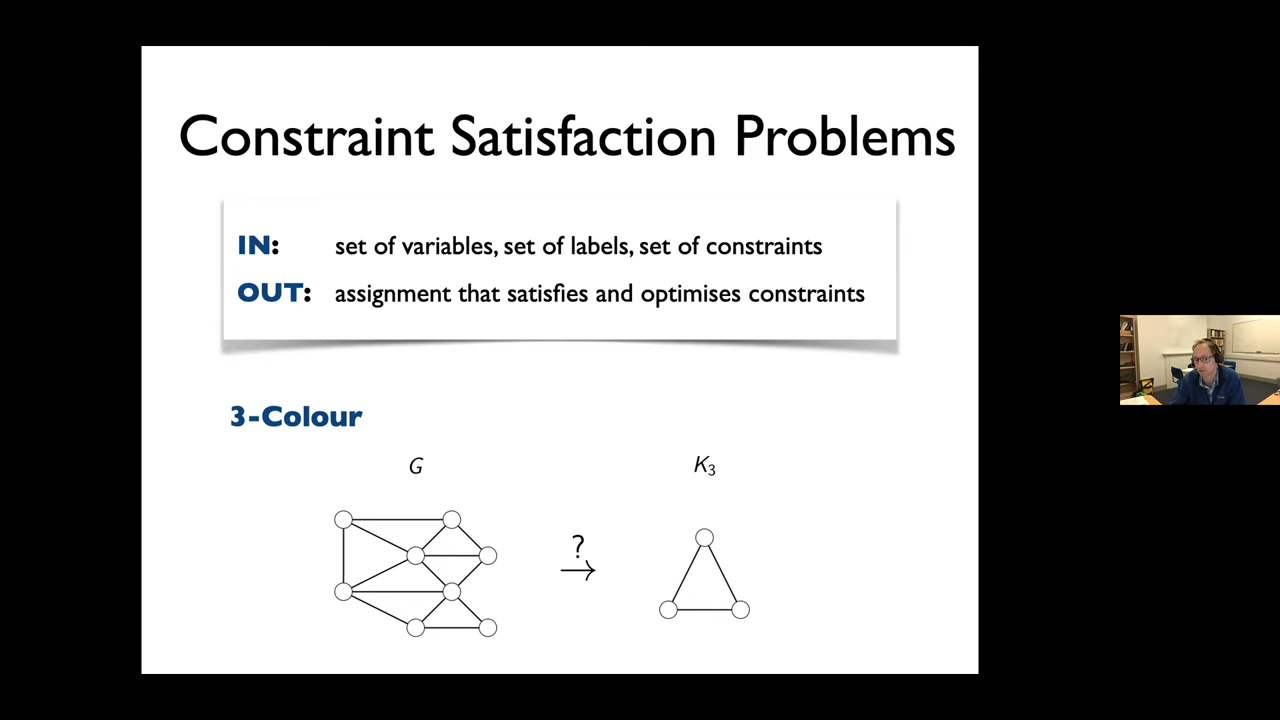 Constraint Satisfaction Problems
IN: set of variables, set of labels, set of constraints
OUT: assignment that satisfies and optimises constraints
3-Colour
G K₃
?